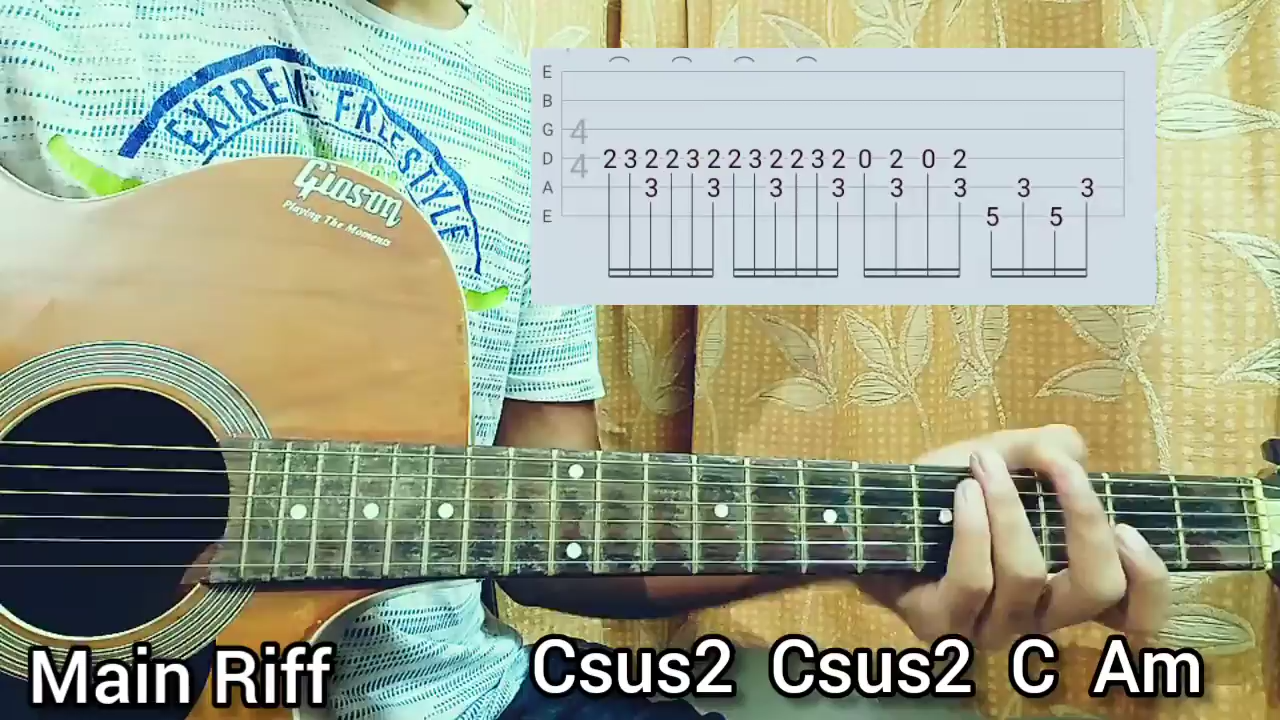 EXTREME FREESTYLE
Gibson
Playing The Moments
E
B
G
D 2 3 2 2 3 2 2 3 2 2 3 2 0 2 0 2
A 3 3 3 3 3 3 3 3
E 5 5
4
4
Main Riff
Csus2 Csus2 C Am